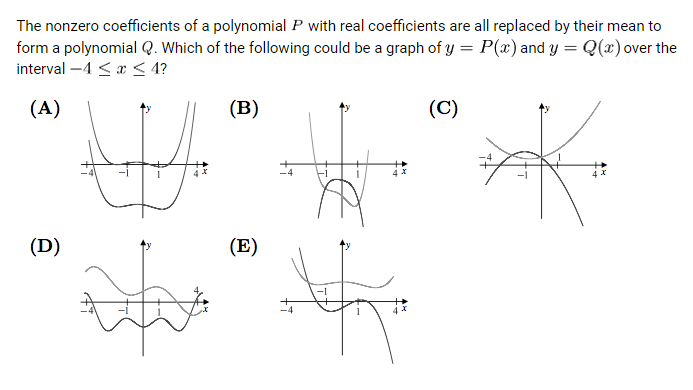 The nonzero coefficients of a polynomial P with real coefficients are all replaced by their mean to
form a polynomial Q. Which of the following could be a graph of y = P(x) and y = Q(x) over the
interval −4 ≤ x ≤ 4?
(A) (B) (C)
y y y
−4 −1 1 4 x −4 −1 1 4 x −4 −1 1 4 x
(D) (E)
y y
−4 −1 1 4 x −4 −1 1 4 x